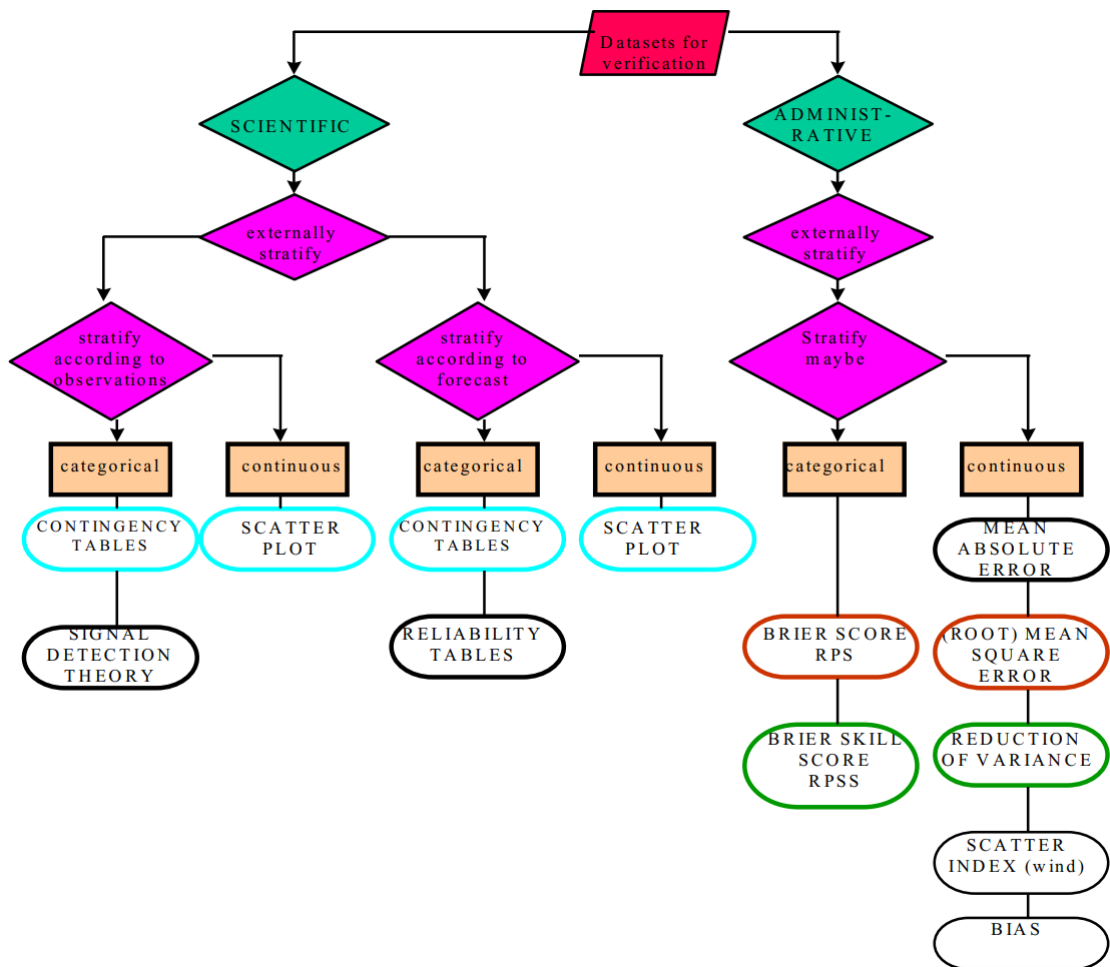 Datasets for
verification
SCIENTIFIC
ADMINIST-
RATIVE
externally
stratify
externally
stratify
stratify
according to
observations
stratify
according to
forecast
Stratify
maybe
categorical
continuous
categorical
continuous
categorical
continuous
CONTINGENCY
TABLES
SCATTER
PLOT
CONTINGENCY
TABLES
SCATTER
PLOT
MEAN
ABSOLUTE
ERROR
SIGNAL
DETECTION
THEORY
RELIABILITY
TABLES
BRIER SCORE
RPS
(ROOT) MEAN
SQUARE
ERROR
BRIER SKILL
SCORE
RPSS
REDUCTION
OF VARIANCE
SCATTER
INDEX (wind)
BIAS